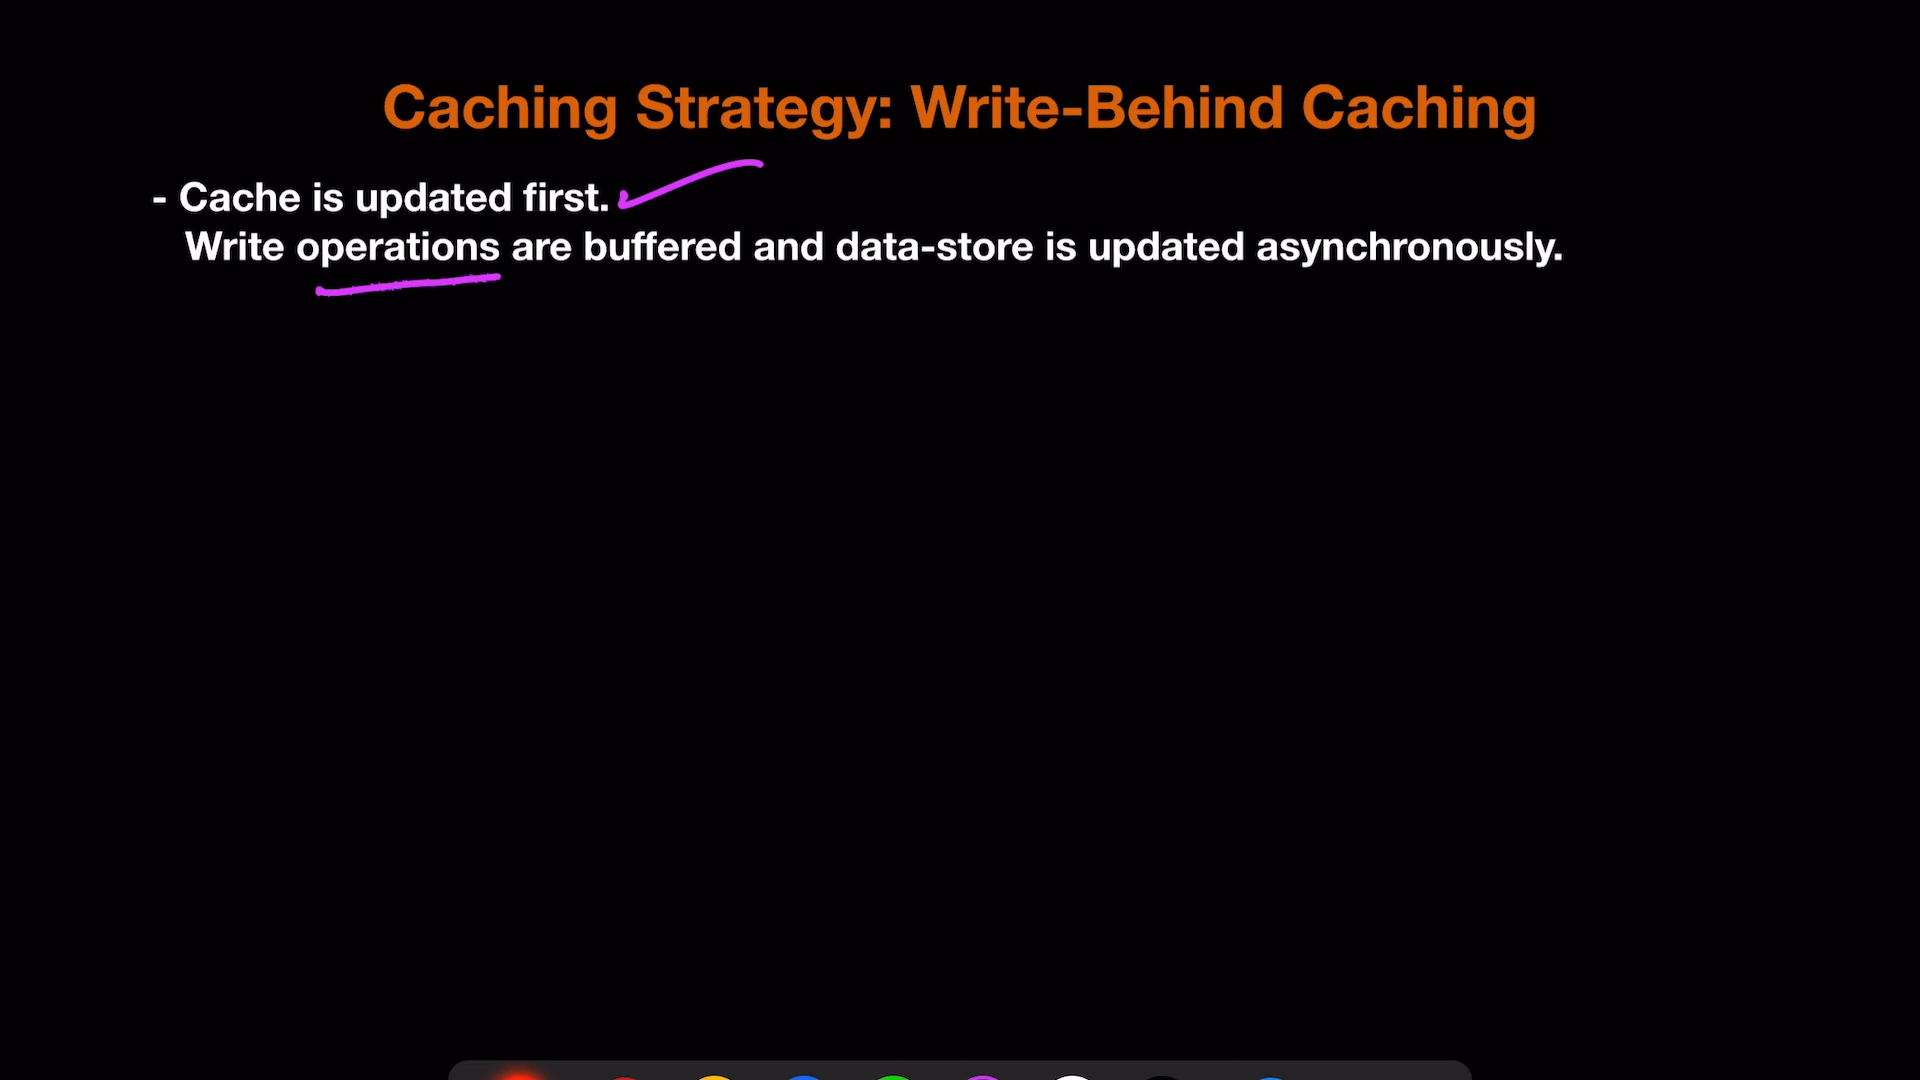 Caching Strategy: Write-Behind Caching
- Cache is updated first.
Write operations are buffered and data-store is updated asynchronously.